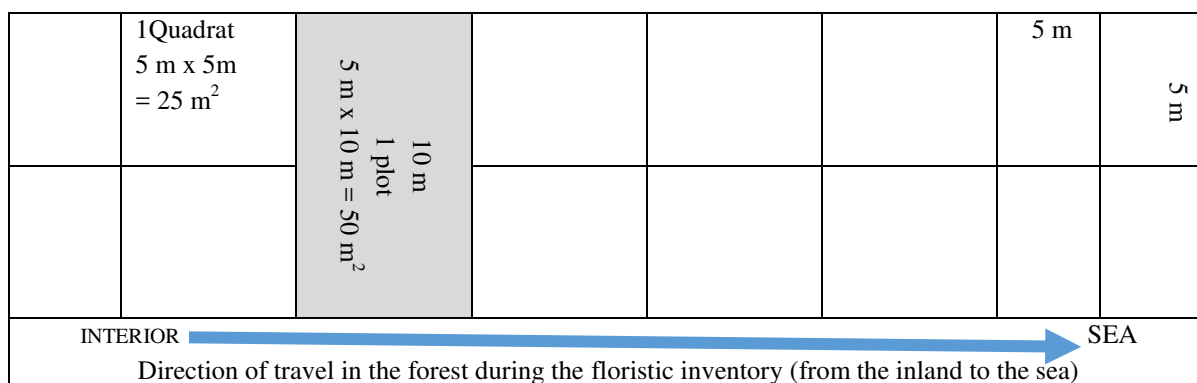 1Quadrat
5 m x 5m
= 25 m²
10 m
1 plot
5 m x 10 m = 50 m²
5 m
5 m
INTERIOR
SEA
Direction of travel in the forest during the floristic inventory (from the inland to the sea)